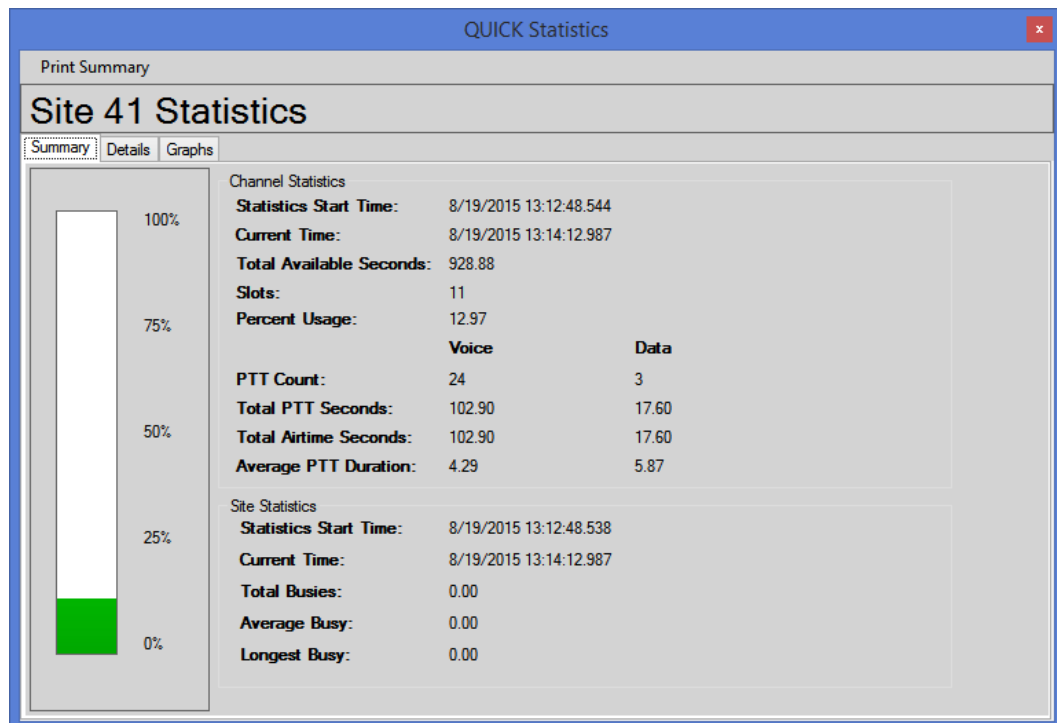 QUICK Statistics
x
Print Summary
Site 41 Statistics
Summary Details Graphs
100%
75%
50%
25%
0%
Channel Statistics
Statistics Start Time: 8/19/2015 13:12:48.544
Current Time: 8/19/2015 13:14:12.987
Total Available Seconds: 928.88
Slots: 11
Percent Usage: 12.97
Voice Data
PTT Count: 24 3
Total PTT Seconds: 102.90 17.60
Total Airtime Seconds: 102.90 17.60
Average PTT Duration: 4.29 5.87
Site Statistics
Statistics Start Time: 8/19/2015 13:12:48.538
Current Time: 8/19/2015 13:14:12.987
Total Busies: 0.00
Average Busy: 0.00
Longest Busy: 0.00